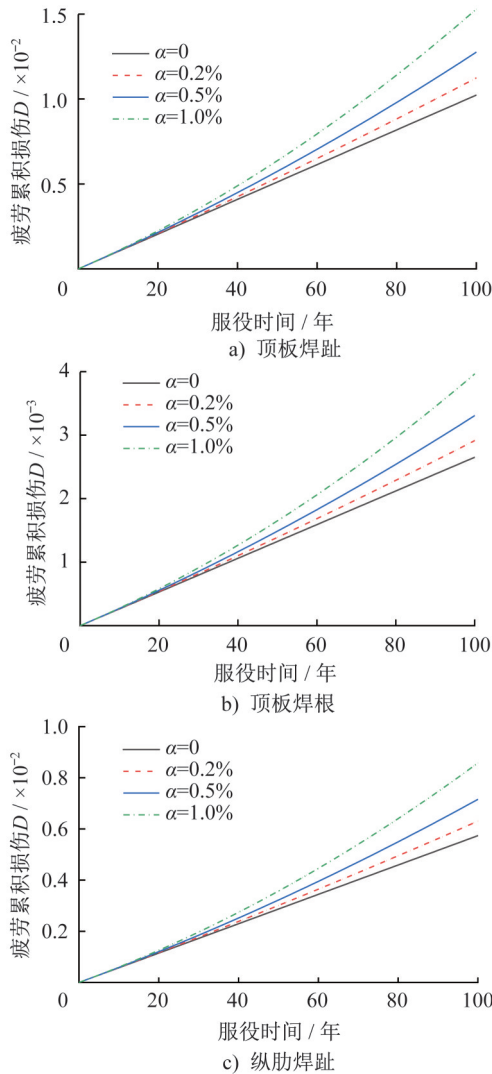 1.5
1.0
0.5
疲劳累积损伤D / ×10⁻²
α=0
α=0.2%
α=0.5%
α=1.0%
0 20 40 60 80 100
服役时间 / 年
a) 顶板焊趾
4
3
2
1
疲劳累积损伤D / ×10⁻³
α=0
α=0.2%
α=0.5%
α=1.0%
0 20 40 60 80 100
服役时间 / 年
b) 顶板焊根
1.0
0.8
0.6
0.4
0.2
疲劳累积损伤D / ×10⁻²
α=0
α=0.2%
α=0.5%
α=1.0%
0 20 40 60 80 100
服役时间 / 年
c) 纵肋焊趾